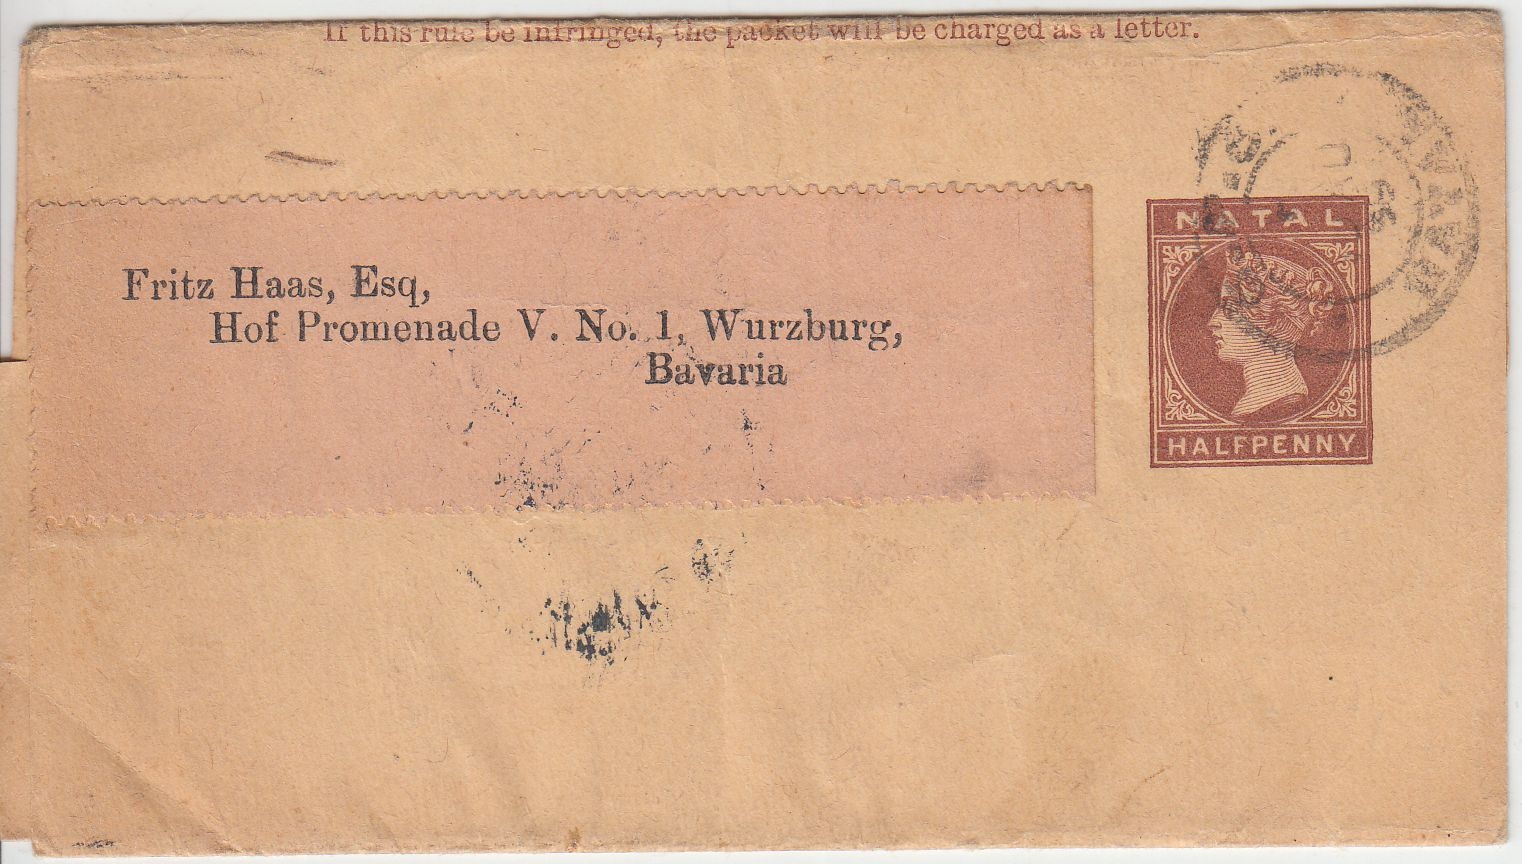 If this rule be infringed, the packet will be charged as a letter.
NATAL
Fritz Haas, Esq,
Hof Promenade V. No. 1, Wurzburg,
Bavaria
HALFPENNY